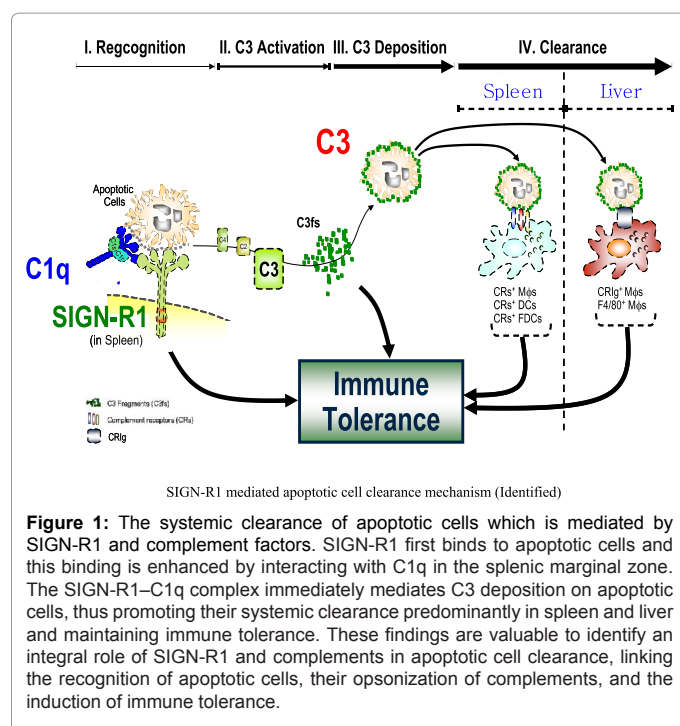 I. Regcognition II. C3 Activation III. C3 Deposition IV. Clearance
Spleen Liver
C3
Apoptotic
Cells
C3fs
C4
C2
C3
C1q
SIGN-R1
(in Spleen)
CRs⁺ Mϕs
CRs⁺ DCs
CRs⁺ FDCs
CRIg⁺ Mϕs
F4/80⁺ Mϕs
Immune
Tolerance
C3 Fragments (C3fs)
Complement receptors (CRs)
CRIg
SIGN-R1 mediated apoptotic cell clearance mechanism (Identified)
Figure 1: The systemic clearance of apoptotic cells which is mediated by
SIGN-R1 and complement factors. SIGN-R1 first binds to apoptotic cells and
this binding is enhanced by interacting with C1q in the splenic marginal zone.
The SIGN-R1–C1q complex immediately mediates C3 deposition on apoptotic
cells, thus promoting their systemic clearance predominantly in spleen and liver
and maintaining immune tolerance. These findings are valuable to identify an
integral role of SIGN-R1 and complements in apoptotic cell clearance, linking
the recognition of apoptotic cells, their opsonization of complements, and the
induction of immune tolerance.